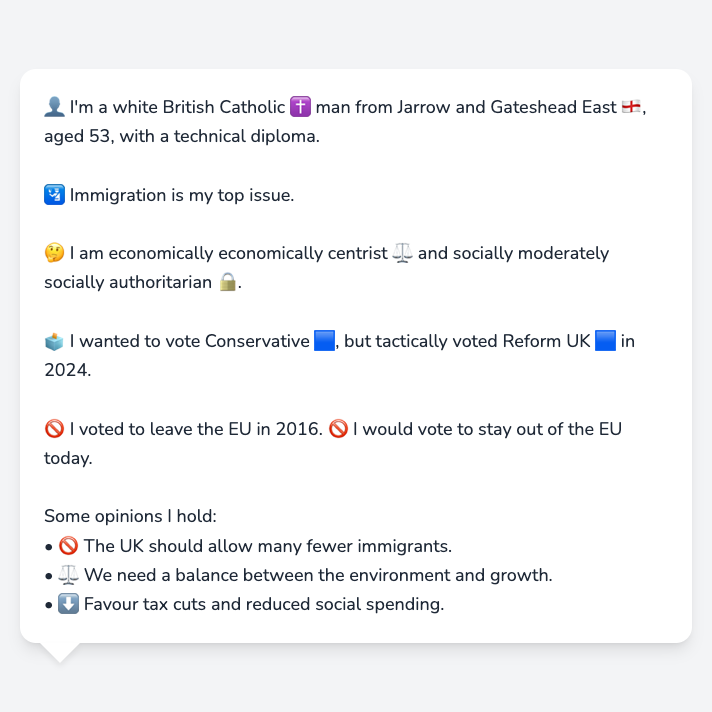 👤 I'm a white British Catholic ✝️ man from Jarrow and Gateshead East 🏴󠁧󠁢󠁥󠁮󠁧󠁿,
aged 53, with a technical diploma.
🛂 Immigration is my top issue.
🤔 I am economically economically centrist ⚖️ and socially moderately
socially authoritarian 🔒.
🗳️ I wanted to vote Conservative 🟦, but tactically voted Reform UK 🟦 in
2024.
🚫 I voted to leave the EU in 2016. 🚫 I would vote to stay out of the EU
today.
Some opinions I hold:
• 🚫 The UK should allow many fewer immigrants.
• ⚖️ We need a balance between the environment and growth.
• ⬇️ Favour tax cuts and reduced social spending.